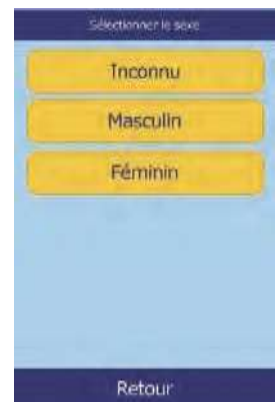 Sélectionner le sexe
Inconnu
Masculin
Féminin
Retour